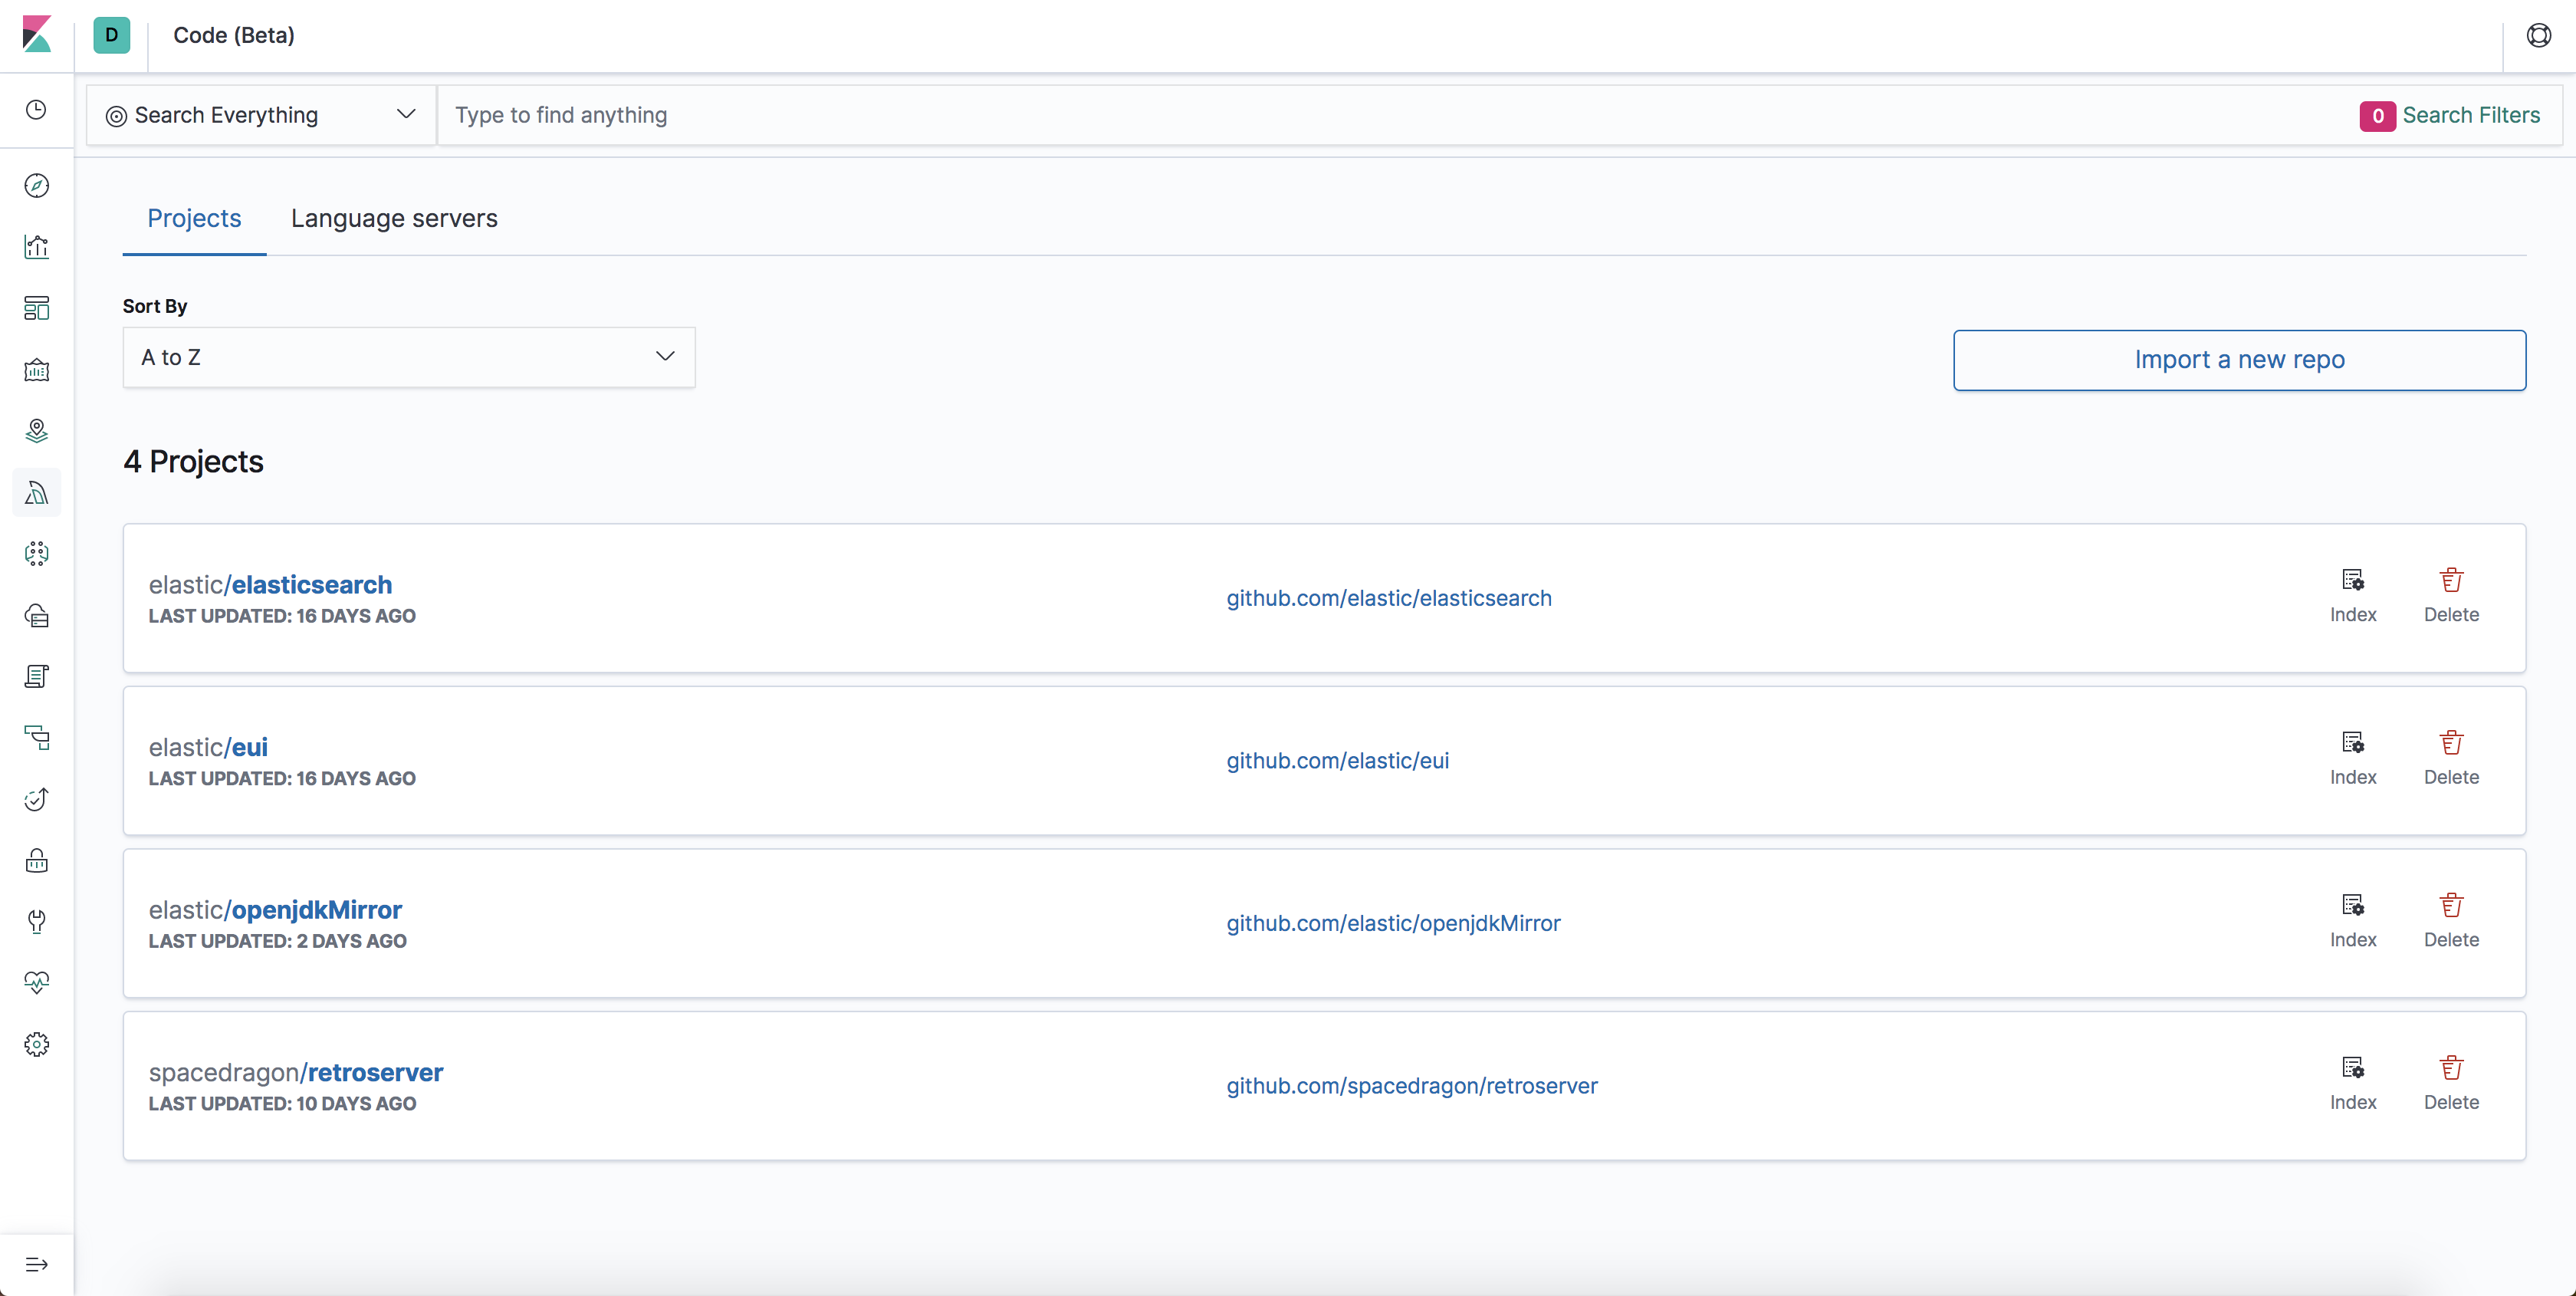 D Code (Beta)
Search Everything Type to find anything 0 Search Filters
Projects Language servers
Sort By
A to Z
Import a new repo
4 Projects
elastic/elasticsearch
LAST UPDATED: 16 DAYS AGO
github.com/elastic/elasticsearch
Index Delete
elastic/eui
LAST UPDATED: 16 DAYS AGO
github.com/elastic/eui
Index Delete
elastic/openjdkMirror
LAST UPDATED: 2 DAYS AGO
github.com/elastic/openjdkMirror
Index Delete
spacedragon/retroserver
LAST UPDATED: 10 DAYS AGO
github.com/spacedragon/retroserver
Index Delete